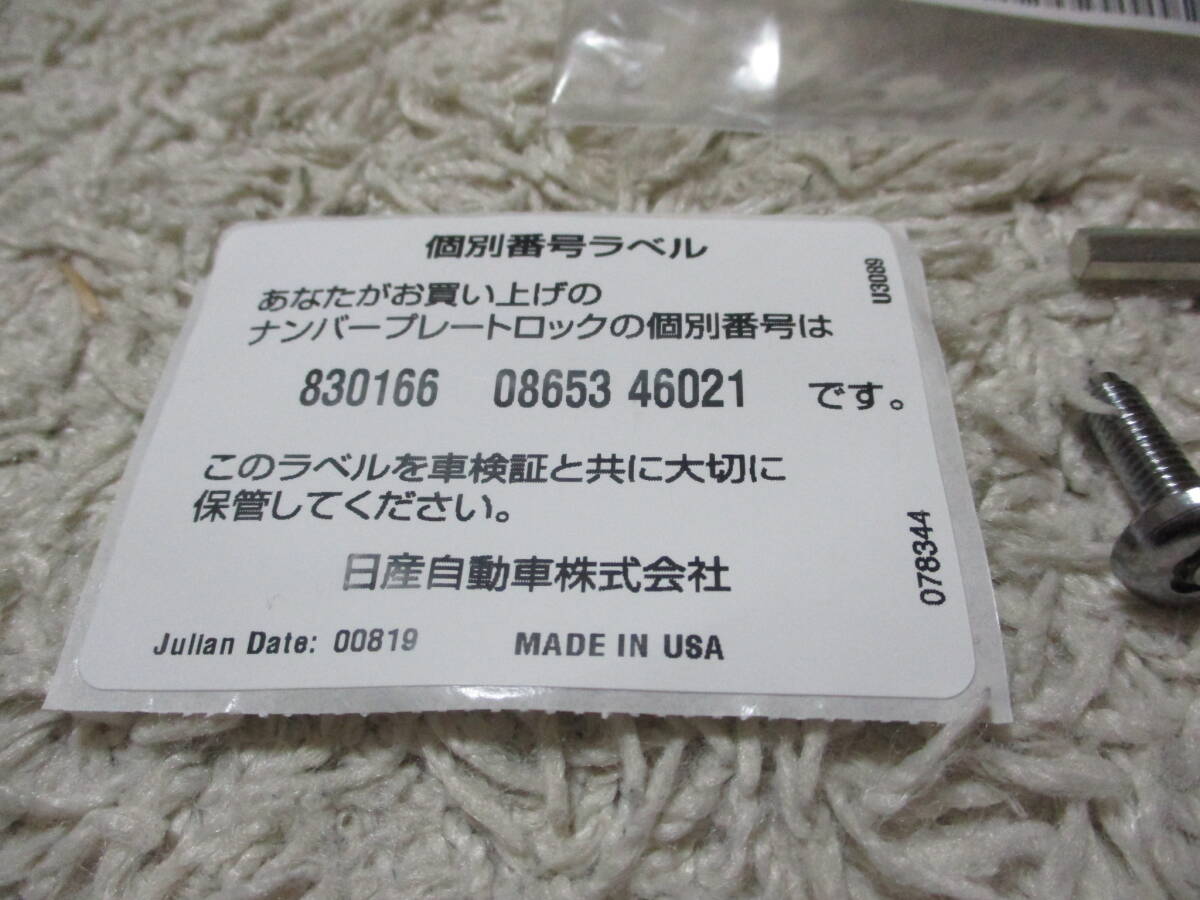 個別番号ラベル
U3089
あなたがお買い上げの
ナンバープレートロックの個別番号は
830166 08653 46021 です。
このラベルを車検証と共に大切に
保管してください。
078344
日産自動車株式会社
Julian Date: 00819 MADE IN USA